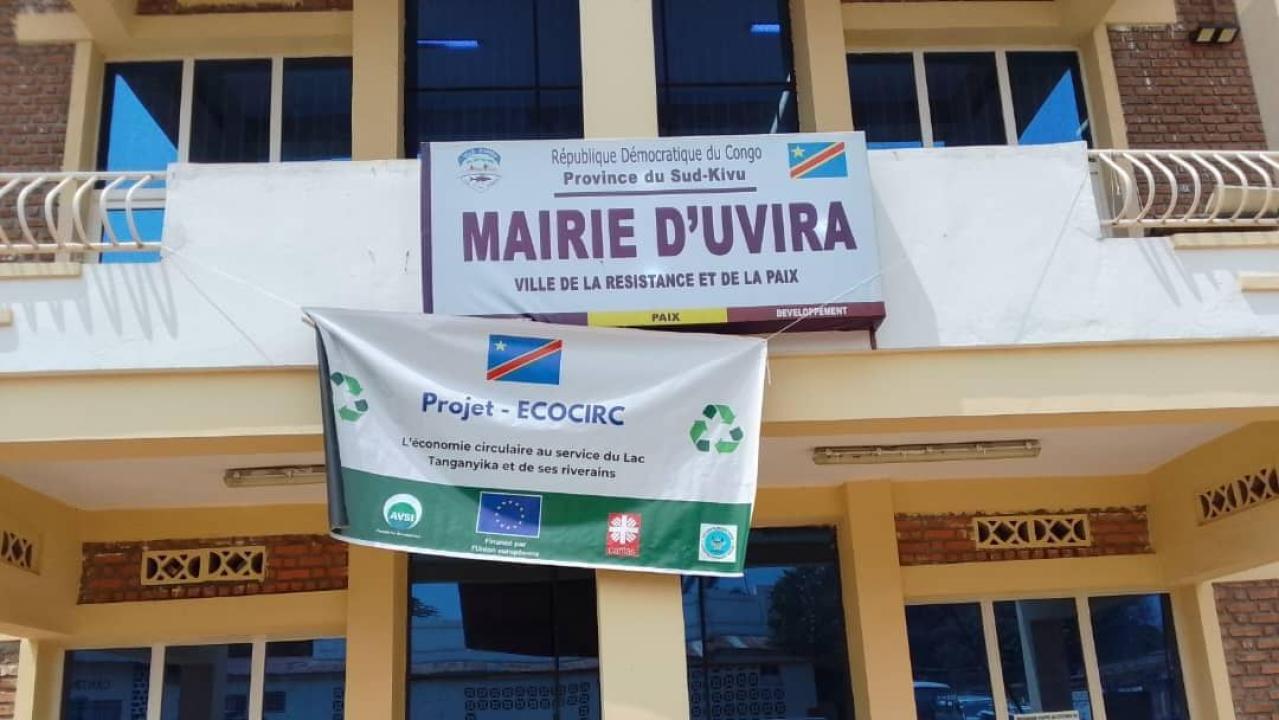 République Démocratique du Congo
Province du Sud-Kivu
MAIRIE D'UVIRA
VILLE DE LA RESISTANCE ET DE LA PAIX
PAIX
DEVELOPPEMENT
Projet - ECOCIRC
L'économie circulaire au service du Lac
Tanganyika et de ses riverains
AVSI
Financé par
l'Union européenne
caritas